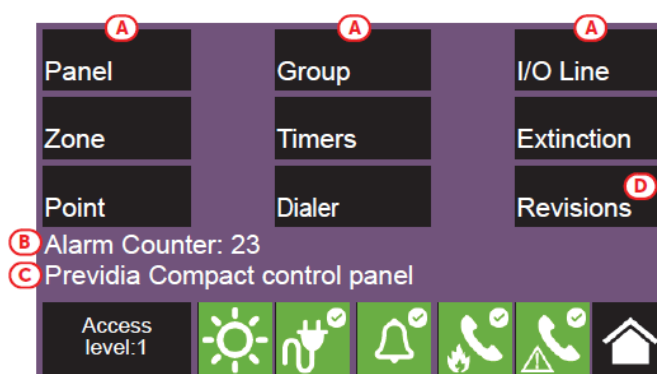 A A A
Panel Group I/O Line
Zone Timers Extinction
D
Point Dialer Revisions
B Alarm Counter: 23
C Previdia Compact control panel
Access
level:1